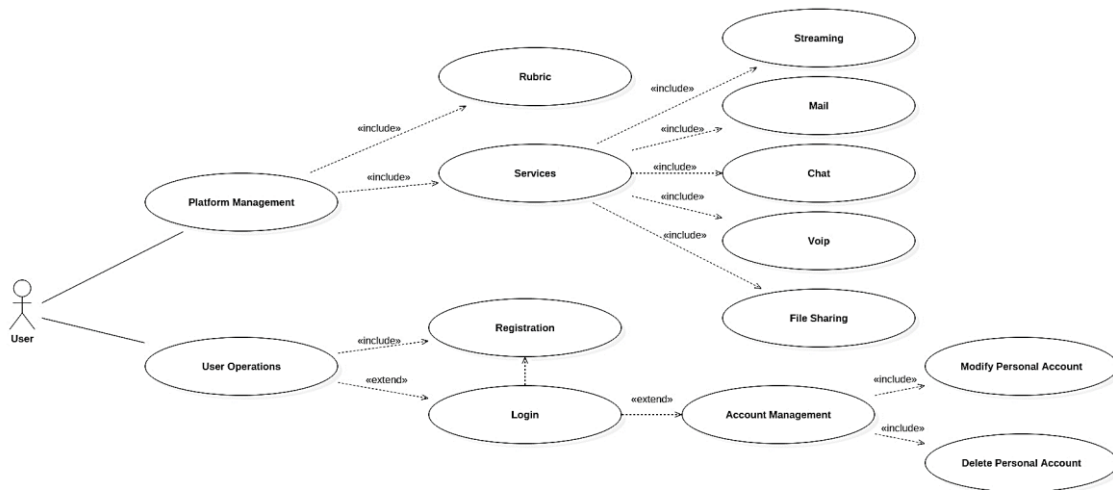 Streaming
Rubric
«include»
Mail
«include»
«include»
Services
«include»
Chat
«include»
Platform Management
«include»
Voip
«include»
User
Registration
File Sharing
«include»
User Operations
«extend»
Modify Personal Account
«include»
Login
«extend»
Account Management
«include»
Delete Personal Account